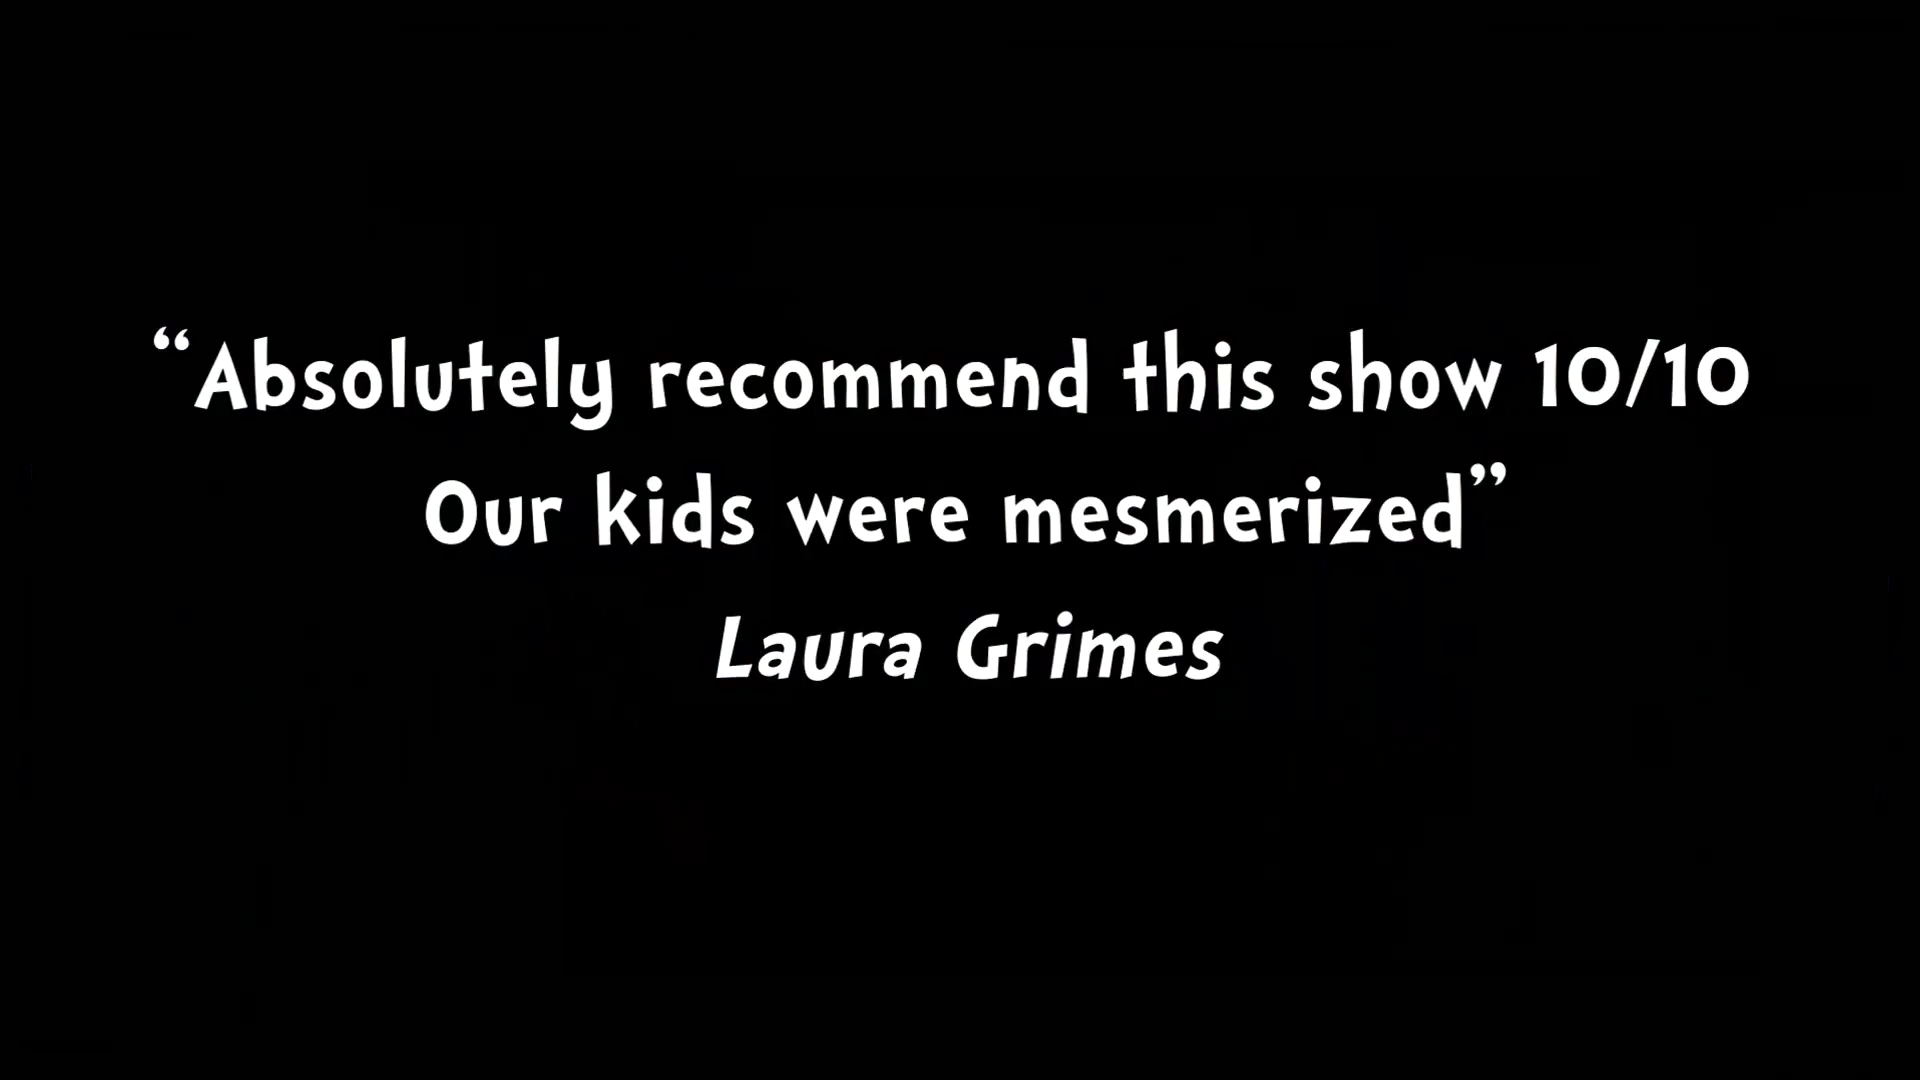 “Absolutely recommend this show 10/10
Our kids were mesmerized”
Laura Grimes